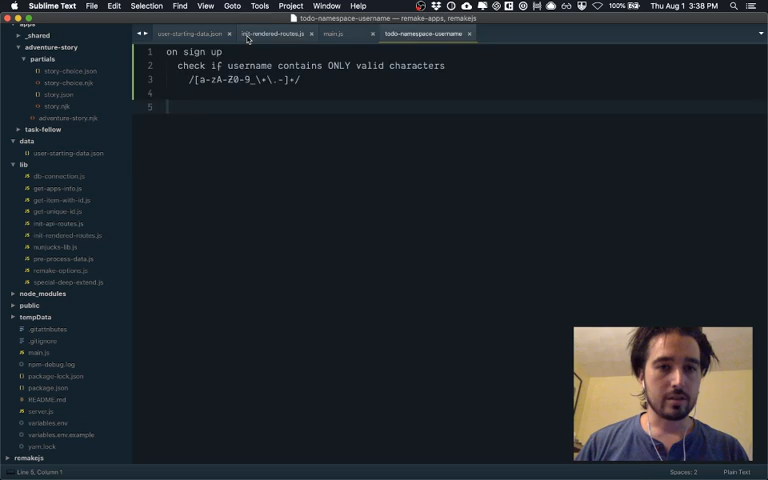 Sublime Text File Edit Selection Find View Goto Tools Project Window Help 100% Thu Aug 1 3:38 PM
todo-namespace-username — remake-apps, remakejs
user-starting-data.json init-rendered-routes.js main.js todo-namespace-username
apps
_shared
adventure-story
partials
story-choice.json
story-choice.njk
story.json
story.njk
adventure-story.njk
task-fellow
data
user-starting-data.json
lib
db-connection.js
get-apps-info.js
get-item-with-id.js
get-unique-id.js
init-api-routes.js
init-rendered-routes.js
nunjucks-lib.js
pre-process-data.js
remake-options.js
special-deep-extend.js
node_modules
public
tempData
.gitattributes
.gitignore
main.js
npm-debug.log
package-lock.json
package.json
README.md
server.js
variables.env
variables.env.example
yarn.lock
remakejs
1 on sign up
2 check if username contains ONLY valid characters
3 /[a-zA-Z0-9_\+\.-]+/
4
5
Line 5, Column 1 Spaces: 2 Plain Text